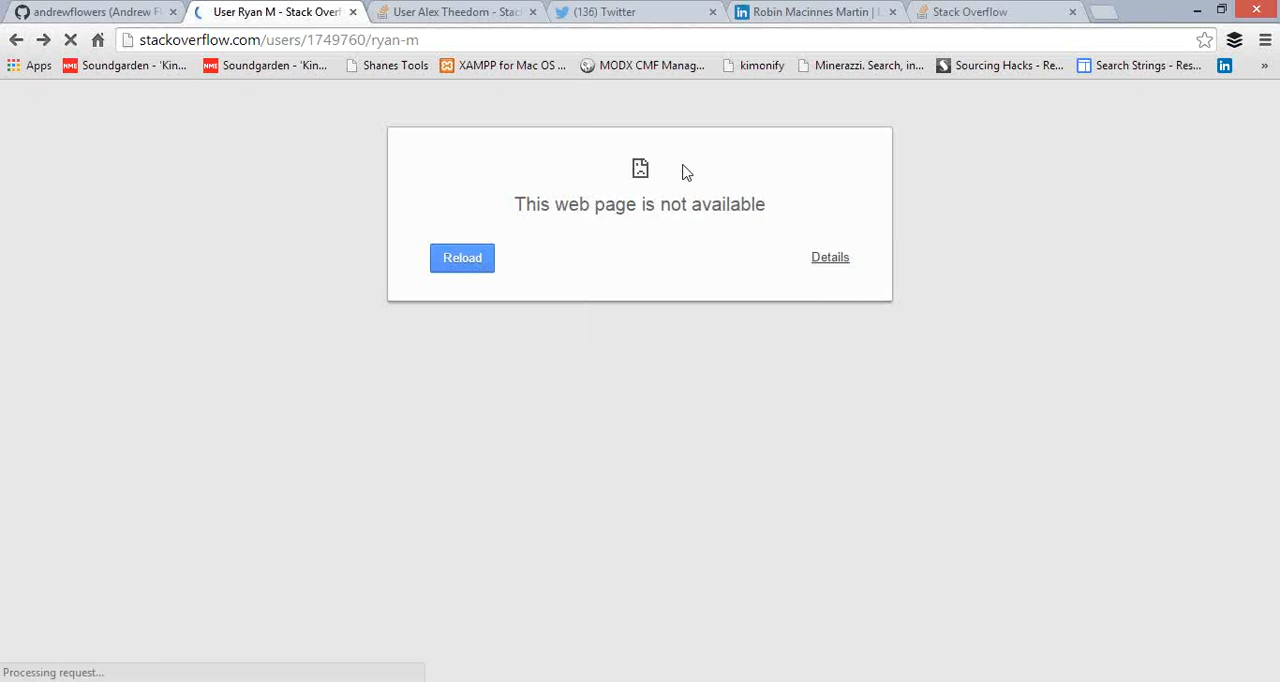 andrewflowers (Andrew Fl
User Ryan M - Stack Overf
User Alex Theedom - Stac
(136) Twitter
Robin Macinnes Martin | L
Stack Overflow
stackoverflow.com/users/1749760/ryan-m
Apps
NME
Soundgarden - 'Kin...
NME
Soundgarden - 'Kin...
Shanes Tools
XAMPP for Mac OS ...
MODX CMF Manag...
kimonify
Minerazzi. Search, in...
Sourcing Hacks - Re...
Search Strings - Res...
in
»
This web page is not available
Reload
Details
Processing request...